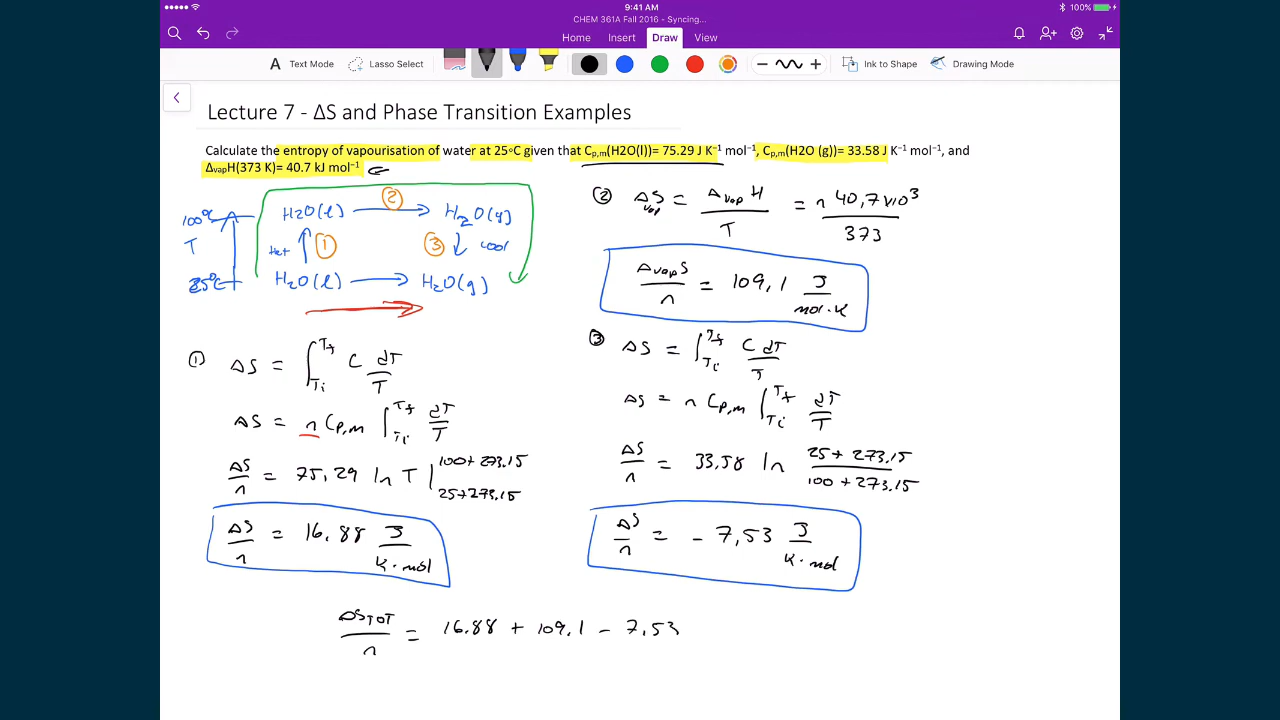 9:41 AM
100%
CHEM 361A Fall 2016 – Syncing...
Home Insert Draw View
Text Mode Lasso Select Ink to Shape Drawing Mode
Lecture 7 - ΔS and Phase Transition Examples
Calculate the entropy of vapourisation of water at 25°C given that Cp,m(H2O(l))= 75.29 J K⁻¹ mol⁻¹, Cp,m(H2O (g))= 33.58 J K⁻¹ mol⁻¹, and
ΔvapH(373 K)= 40.7 kJ mol⁻¹
100°C H2O(l) → ② H2O(g)
T Heat ↑ ① ③ ↓ cool
25°C H2O(l) → H2O(g)
① ΔS = ∫Ti^Tf C dT/T
ΔS = n Cp,m ∫Ti^Tf dT/T
ΔS/n = 75,29 ln T | 100+273.15 / 25+273.15
ΔS/n = 16,88 J/K·mol
② ΔvapS = ΔvapH/T = n 40,7x10³/373
ΔvapS/n = 109,1 J/mol·K
③ ΔS = ∫Ti^Tf C dT/T
ΔS = n Cp,m ∫Ti^Tf dT/T
ΔS/n = 33,58 ln (25+273.15)/(100+273.15)
ΔS/n = -7,53 J/K·mol
ΔSTOT/n = 16.88 + 109.1 – 7.53